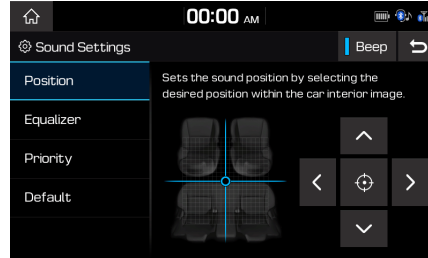 00:00 AM
Sound Settings
Beep
Position
Sets the sound position by selecting the
desired position within the car interior image.
Equalizer
Priority
Default